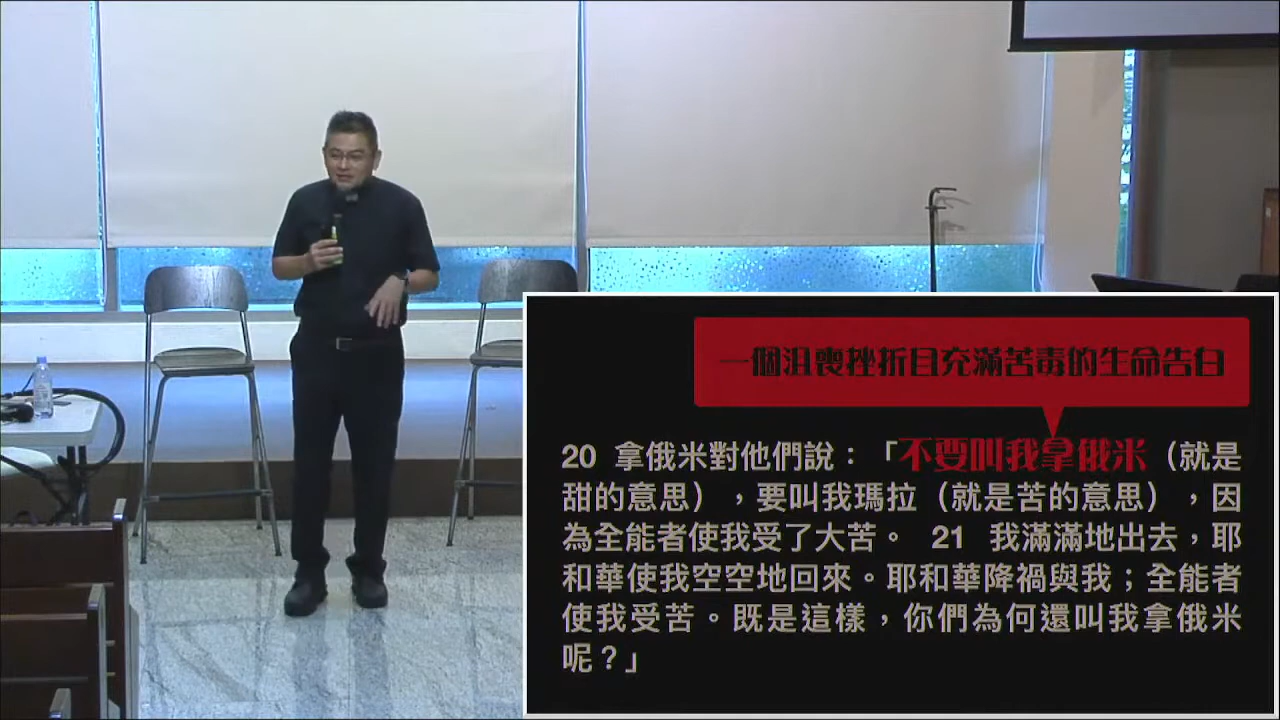 一個沮喪挫折且充滿苦毒的生命告白
20 拿俄米對他們說：「不要叫我拿俄米（就是
甜的意思），要叫我瑪拉（就是苦的意思），因
為全能者使我受了大苦。 21 我滿滿地出去，耶
和華使我空空地回來。耶和華降禍與我；全能者
使我受苦。既是這樣，你們為何還叫我拿俄米
呢？」